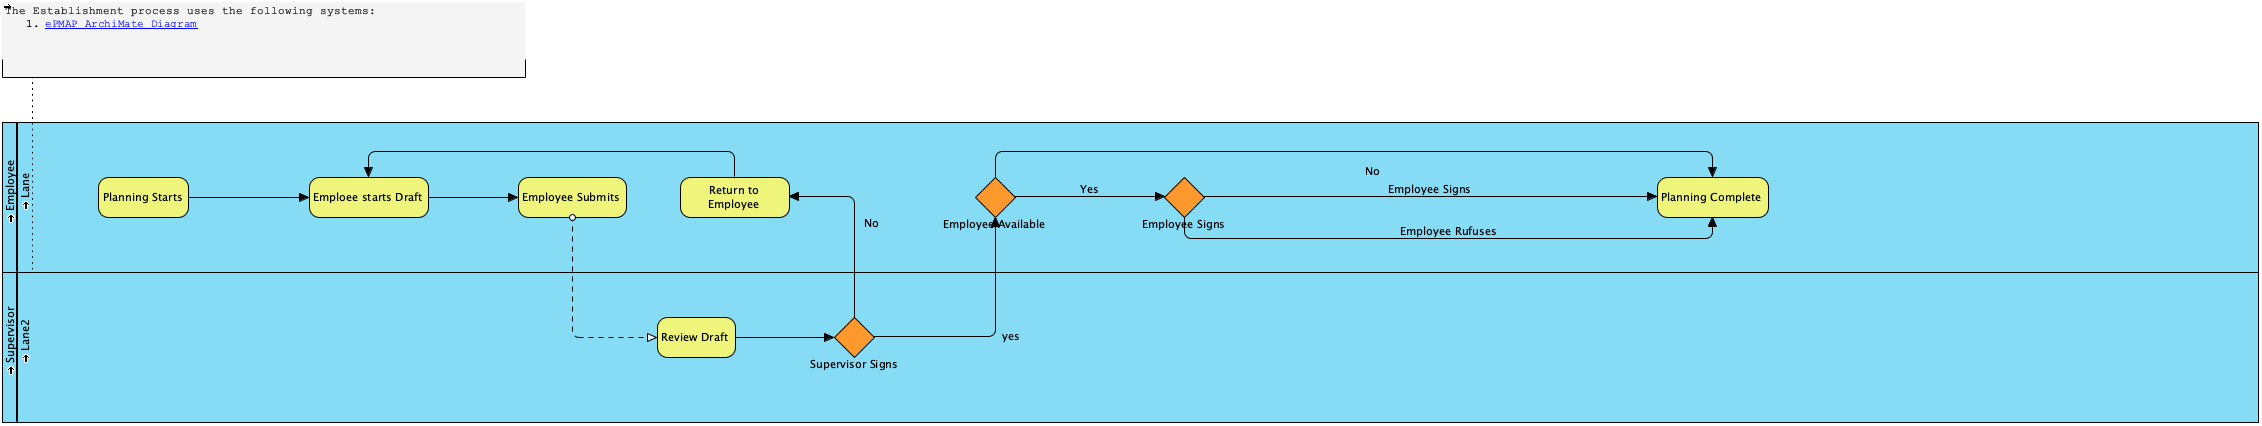 The Establishment process uses the following systems:
1. ePMAP ArchiMate Diagram
Employee
Lane
Planning Starts
Emploee starts Draft
Employee Submits
Return to
Employee
No
Employee Available
Yes
Employee Signs
No
Employee Signs
Employee Rufuses
Planning Complete
Supervisor
Lane2
Review Draft
Supervisor Signs
yes